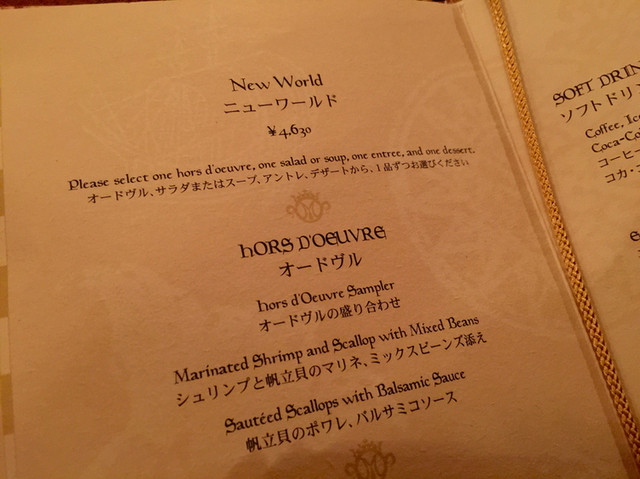 New World
ニューワールド
¥4,630
Please select one hors d'oeuvre, one salad or soup, one entree, and one dessert.
オードヴル、サラダまたはスープ、アントレ、デザートから、1品ずつお選びください
HORS D'OEUVRE
オードヴル
Hors d'Oeuvre Sampler
オードヴルの盛り合わせ
Marinated Shrimp and Scallop with Mixed Beans
シュリンプと帆立貝のマリネ、ミックスビーンズ添え
Sautéed Scallops with Balsamic Sauce
帆立貝のポワレ、バルサミコソース
SOFT DRIN
ソフトドリン
Coffee, Ice
Coca-Co
コーヒー
コカ・コ